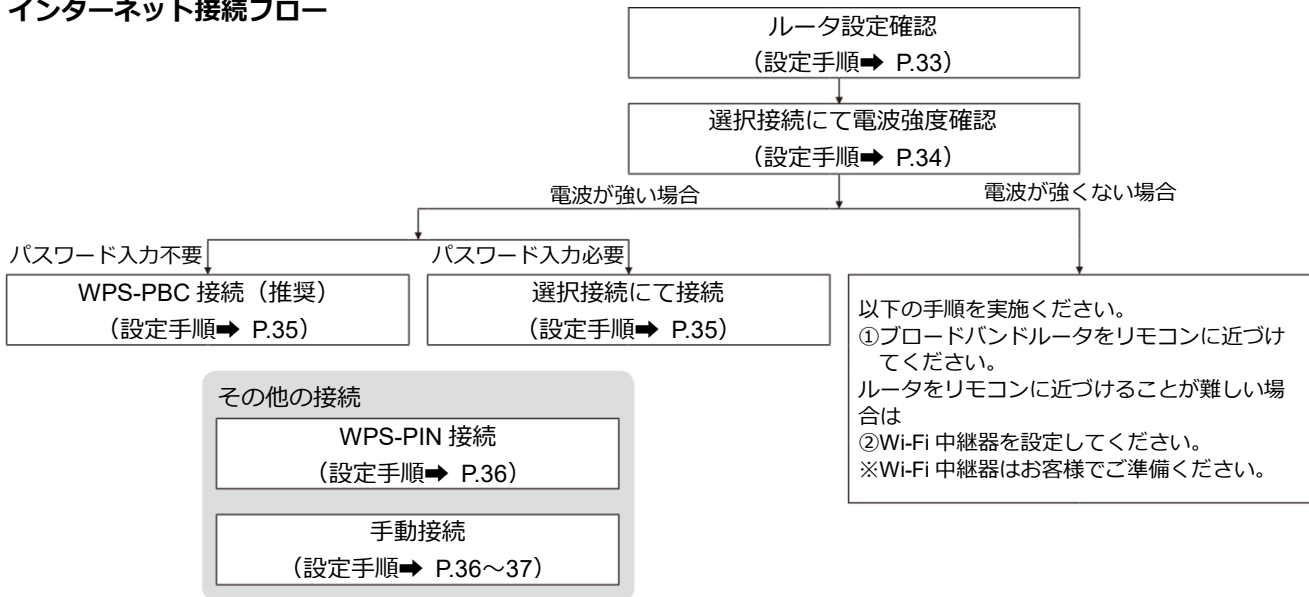 インターネット接続フロー
ルータ設定確認
（設定手順➡ P.33）
選択接続にて電波強度確認
（設定手順➡ P.34）
電波が強い場合
電波が強くない場合
パスワード入力不要
パスワード入力必要
WPS-PBC 接続（推奨）
（設定手順➡ P.35）
選択接続にて接続
（設定手順➡ P.35）
以下の手順を実施ください。
①ブロードバンドルータをリモコンに近づけ
てください。
ルータをリモコンに近づけることが難しい場
合は
②Wi-Fi 中継器を設定してください。
※Wi-Fi 中継器はお客様でご準備ください。
その他の接続
WPS-PIN 接続
（設定手順➡ P.36）
手動接続
（設定手順➡ P.36～37）